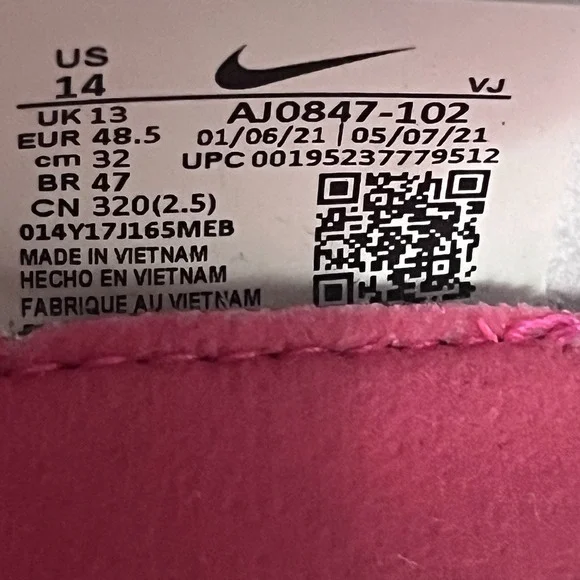 US
14
VJ
UK 13
AJ0847-102
EUR 48.5
01/06/21 | 05/07/21
cm 32
UPC 00195237779512
BR 47
CN 320(2.5)
014Y17J165MEB
MADE IN VIETNAM
HECHO EN VIETNAM
FABRIQUE AU VIETNAM